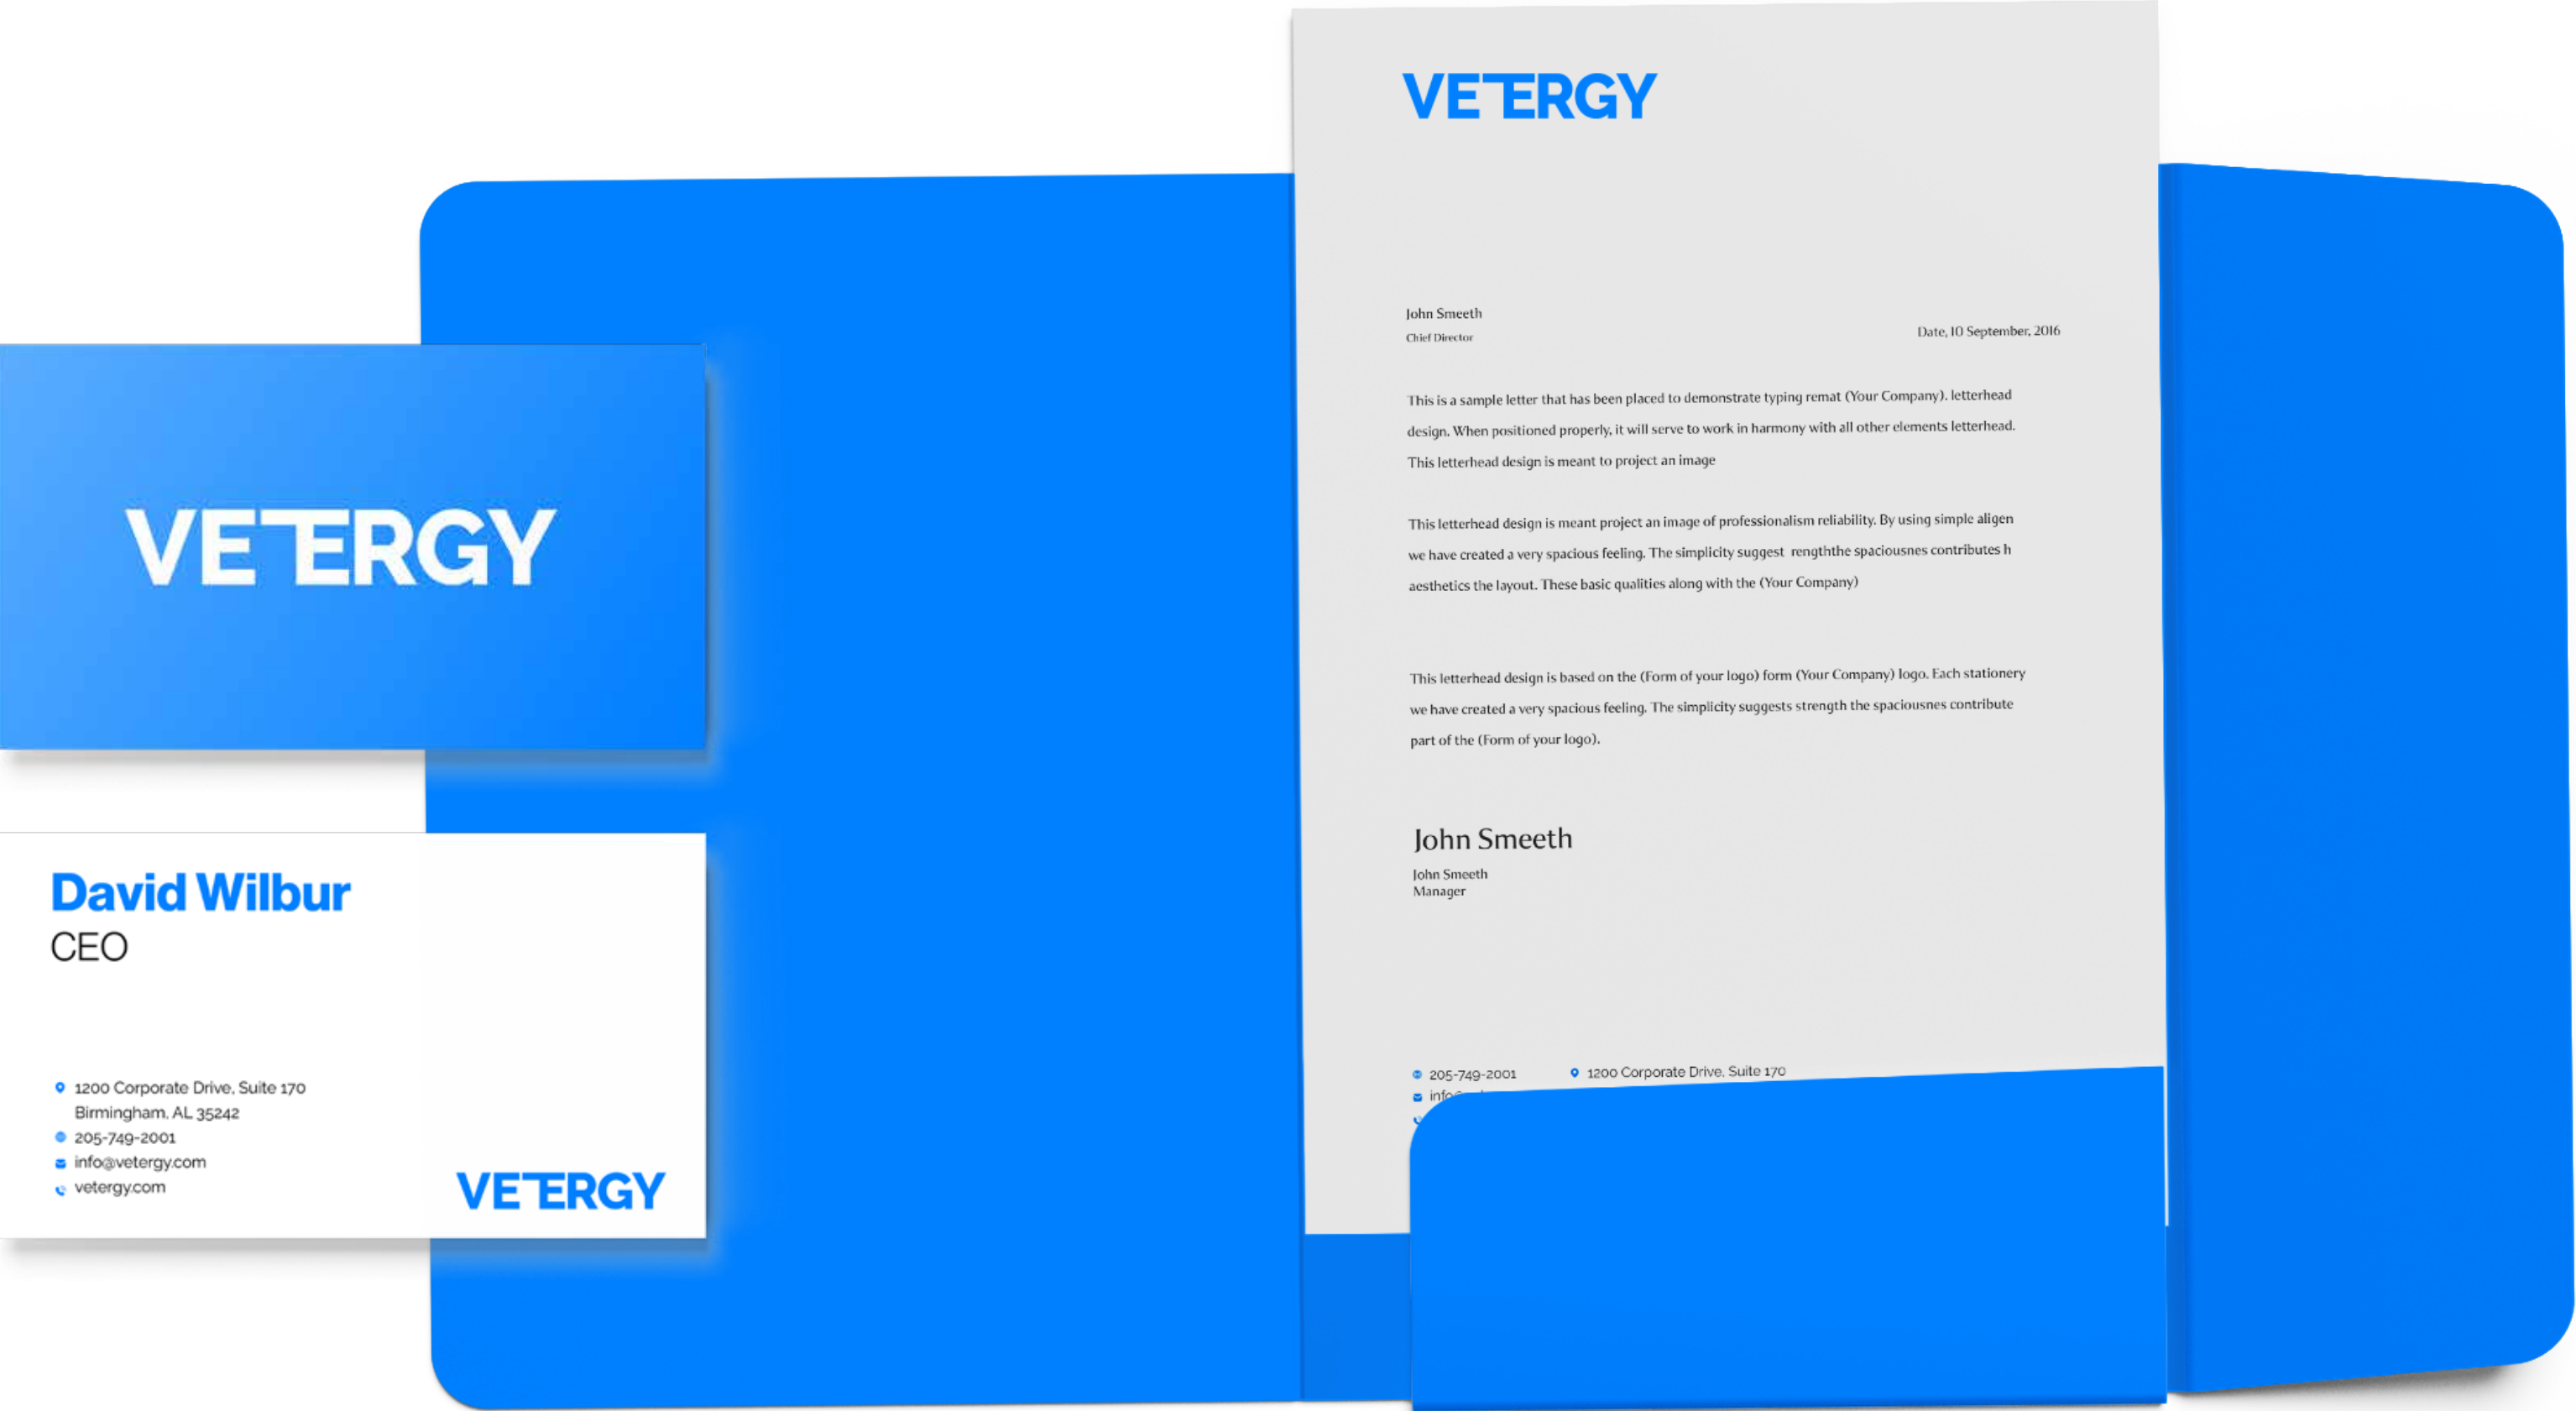 VETERGY
David Wilbur
CEO
1200 Corporate Drive, Suite 170
Birmingham, AL 35242
205-749-2001
info@vetergy.com
vetergy.com
VETERGY
VETERGY
John Smeeth
Chief Director
Date, 10 September, 2016
This is a sample letter that has been placed to demonstrate typing remat (Your Company). letterhead
design. When positioned properly, it will serve to work in harmony with all other elements letterhead.
This letterhead design is meant to project an image
This letterhead design is meant project an image of professionalism reliability. By using simple aligen
we have created a very spacious feeling. The simplicity suggest rengththe spaciousnes contributes h
aesthetics the layout. These basic qualities along with the (Your Company)
This letterhead design is based on the (Form of your logo) form (Your Company) logo. Each stationery
we have created a very spacious feeling. The simplicity suggests strength the spaciousnes contribute
part of the (Form of your logo).
John Smeeth
John Smeeth
Manager
205-749-2001
1200 Corporate Drive, Suite 170